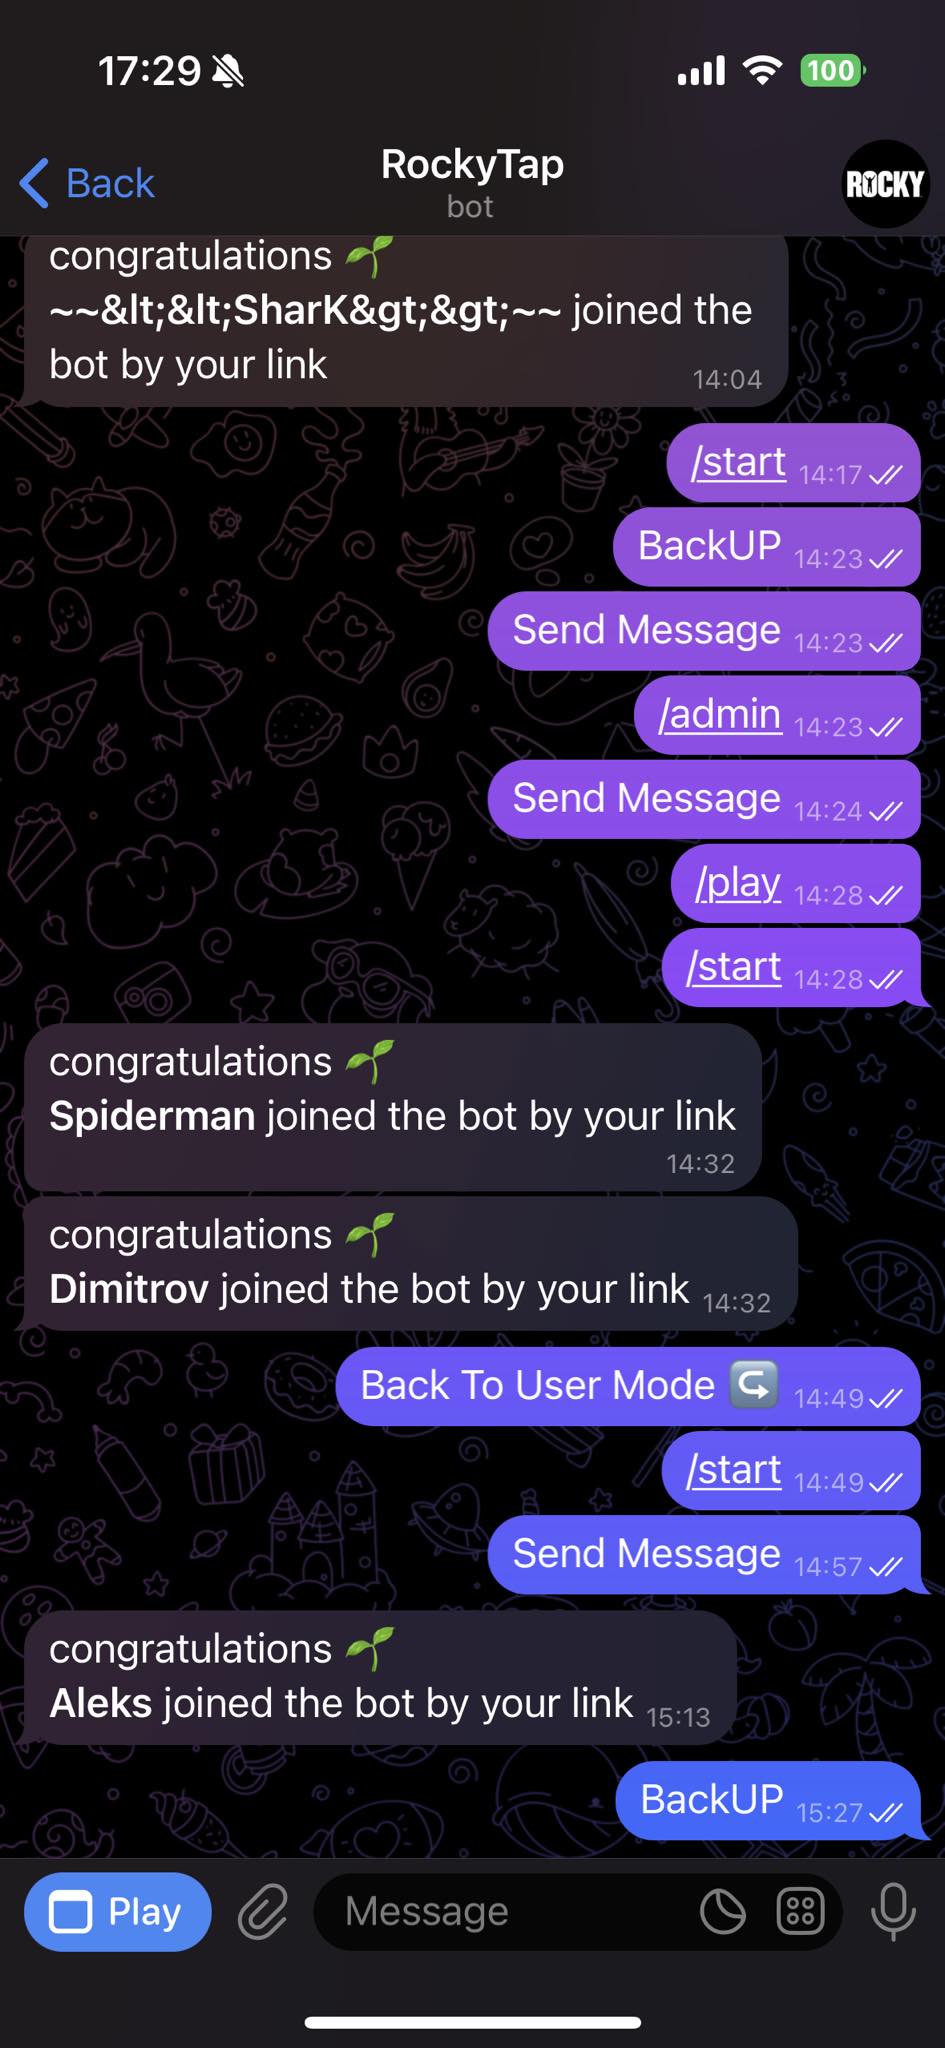 17:29
100
Back
RockyTap
bot
ROCKY
congratulations 🌱
~~&lt;&lt;SharK&gt;&gt;~~ joined the
bot by your link
14:04
/start 14:17
BackUP 14:23
Send Message 14:23
/admin 14:23
Send Message 14:24
/play 14:28
/start 14:28
congratulations 🌱
Spiderman joined the bot by your link
14:32
congratulations 🌱
Dimitrov joined the bot by your link 14:32
Back To User Mode ↪️ 14:49
/start 14:49
Send Message 14:57
congratulations 🌱
Aleks joined the bot by your link 15:13
BackUP 15:27
Play
Message